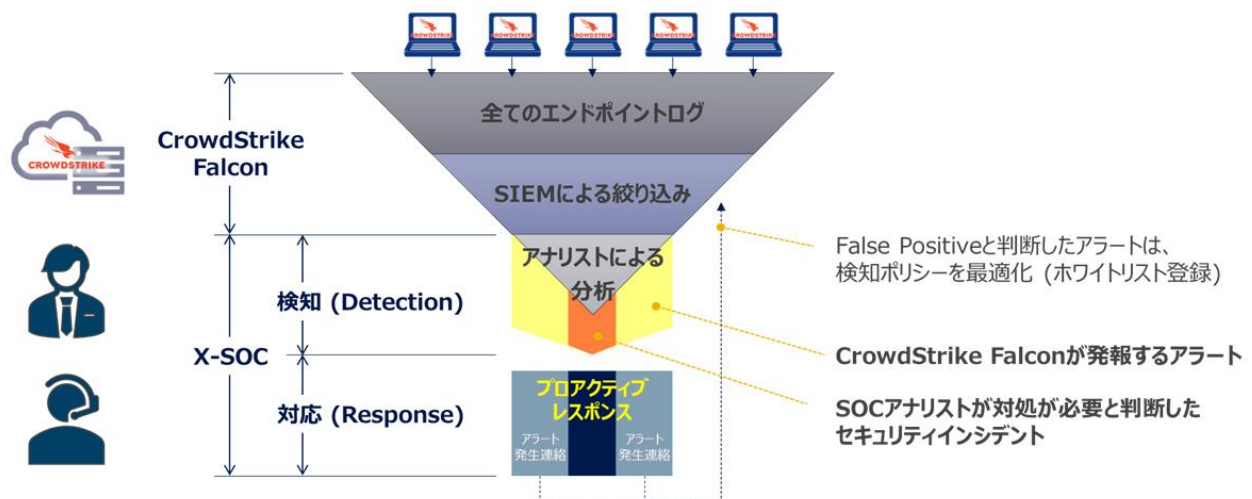 CROWDSTRIKE
CROWDSTRIKE
CROWDSTRIKE
CROWDSTRIKE
CROWDSTRIKE
全てのエンドポイントログ
CrowdStrike
Falcon
CROWDSTRIKE
SIEMによる絞り込み
アナリストによる
分析
False Positiveと判断したアラートは、
検知ポリシーを最適化 (ホワイトリスト登録)
検知 (Detection)
X-SOC
CrowdStrike Falconが発報するアラート
対応 (Response)
プロアクティブ
レスポンス
アラート
発生連絡
アラート
発生連絡
SOCアナリストが対処が必要と判断した
セキュリティインシデント